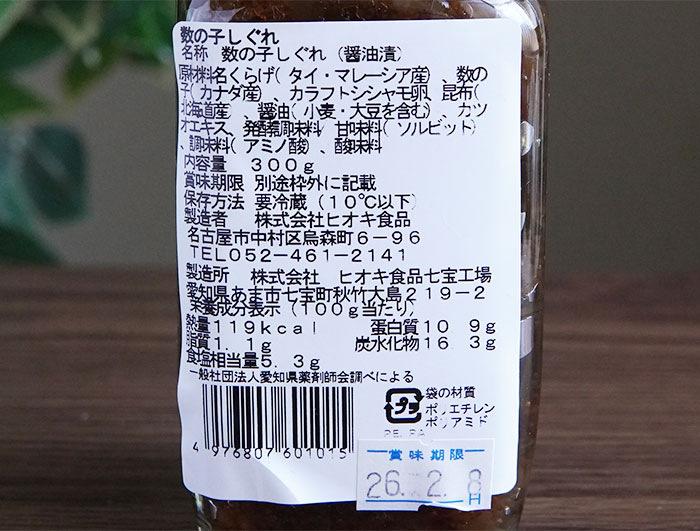 数の子しぐれ
名称 数の子しぐれ（醤油漬）
原材料名くらげ（タイ・マレーシア産）、数の
子（カナダ産）、カラフトシシャモ卵、昆布（
北海道産）、醤油（小麦・大豆を含む）、カツ
オエキス、発酵調味料／甘味料（ソルビット）
、調味料（アミノ酸）、酸味料
内容量 300g
賞味期限 別途枠外に記載
保存方法 要冷蔵（10℃以下）
製造者 株式会社ヒオキ食品
名古屋市中村区烏森町6-96
TEL052-461-2141
製造所 株式会社 ヒオキ食品七宝工場
愛知県あま市七宝町秋竹大島219-2
栄養成分表示（100g当たり）
熱量119kcal 蛋白質10.9g
脂質1.1g 炭水化物16.3g
食塩相当量5.3g
一般社団法人愛知県薬剤師会調べによる
プラ
袋の材質
ポリエチレン
ポリアミド
PE,PA
4976807601015
賞味期限
26.2.8
日